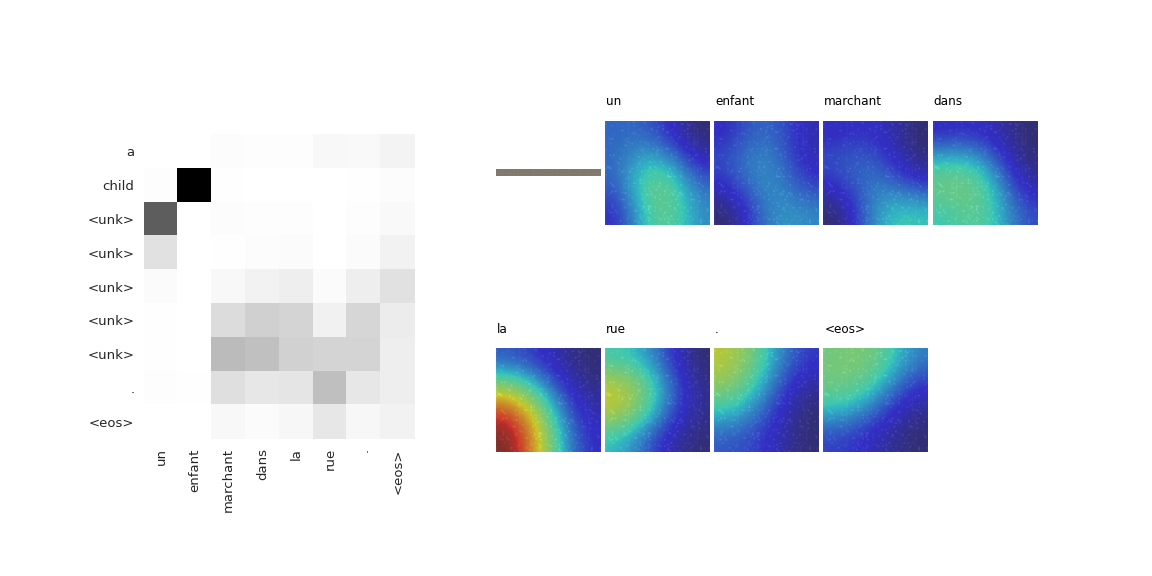 a
child
<unk>
<unk>
<unk>
<unk>
<unk>
.
<eos>
un
enfant
marchant
dans
la
rue
.
<eos>
un enfant marchant dans
la rue . <eos>